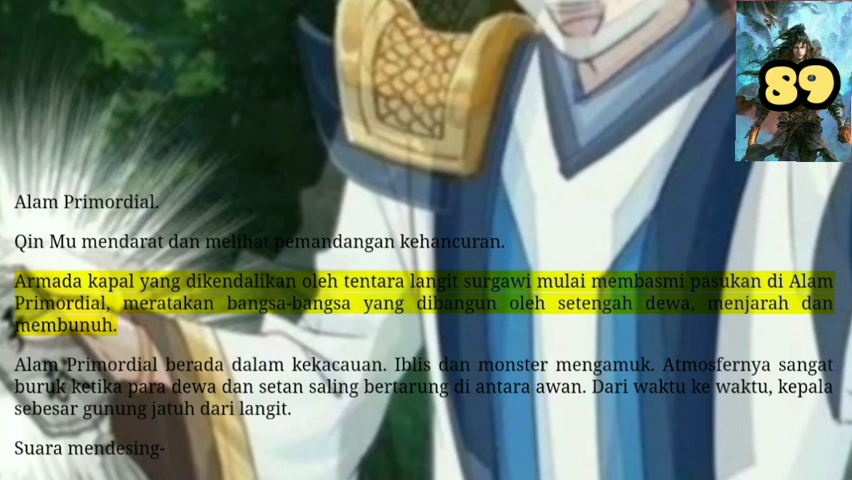 89
Alam Primordial.
Qin Mu mendarat dan melihat pemandangan kehancuran.
Armada kapal yang dikendalikan oleh tentara langit surgawi mulai membasmi pasukan di Alam
Primordial, meratakan bangsa-bangsa yang dibangun oleh setengah dewa, menjarah dan
membunuh.
Alam Primordial berada dalam kekacauan. Iblis dan monster mengamuk. Atmosfernya sangat
buruk ketika para dewa dan setan saling bertarung di antara awan. Dari waktu ke waktu, kepala
sebesar gunung jatuh dari langit.
Suara mendesing-